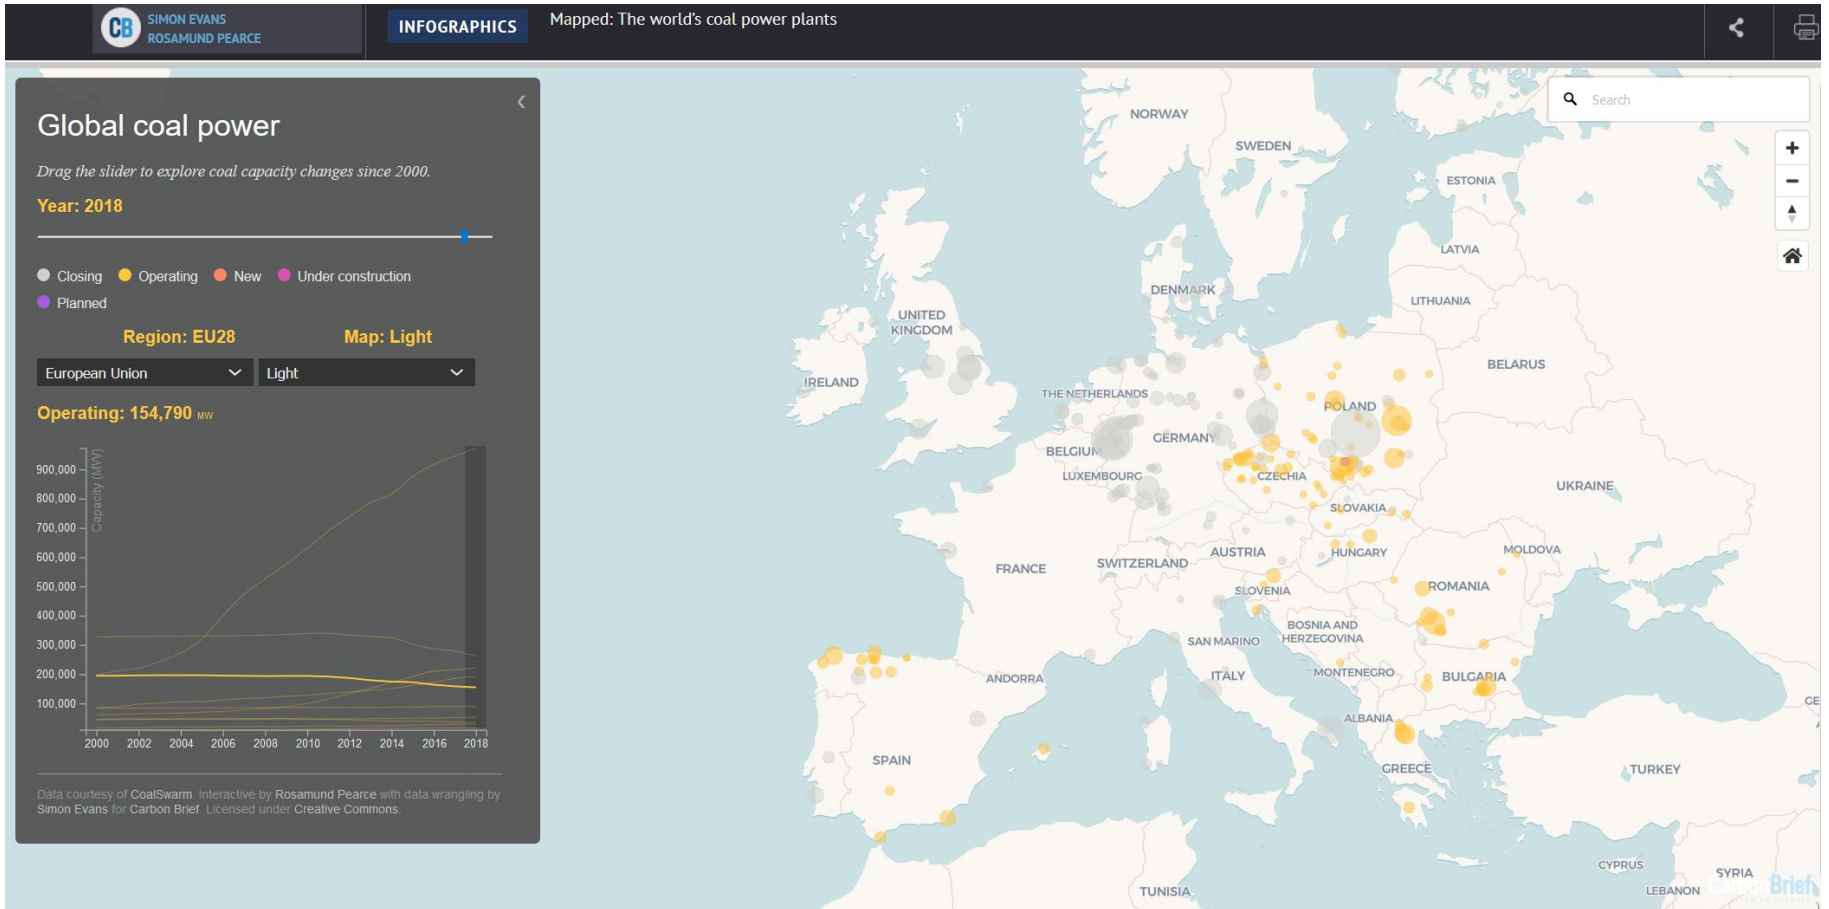 CB
SIMON EVANS
ROSAMUND PEARCE
INFOGRAPHICS
Mapped: The world's coal power plants
Global coal power
Drag the slider to explore coal capacity changes since 2000.
Year: 2018
Closing
Operating
New
Under construction
Planned
Region: EU28
Map: Light
European Union
Light
Operating: 154,790 MW
Capacity (MW)
900,000
800,000
700,000
600,000
500,000
400,000
300,000
200,000
100,000
2000 2002 2004 2006 2008 2010 2012 2014 2016 2018
Data courtesy of CoalSwarm. Interactive by Rosamund Pearce with data wrangling by
Simon Evans for Carbon Brief. Licensed under Creative Commons.
Search
NORWAY
SWEDEN
ESTONIA
LATVIA
DENMARK
LITHUANIA
UNITED
KINGDOM
BELARUS
IRELAND
THE NETHERLANDS
POLAND
GERMANY
BELGIUM
LUXEMBOURG
CZECHIA
UKRAINE
SLOVAKIA
AUSTRIA
HUNGARY
MOLDOVA
FRANCE
SWITZERLAND
SLOVENIA
ROMANIA
BOSNIA AND
HERZEGOVINA
SAN MARINO
ANDORRA
ITALY
MONTENEGRO
BULGARIA
GE
ALBANIA
SPAIN
GREECE
TURKEY
CYPRUS
SYRIA
LEBANON
TUNISIA
CarbonBrief